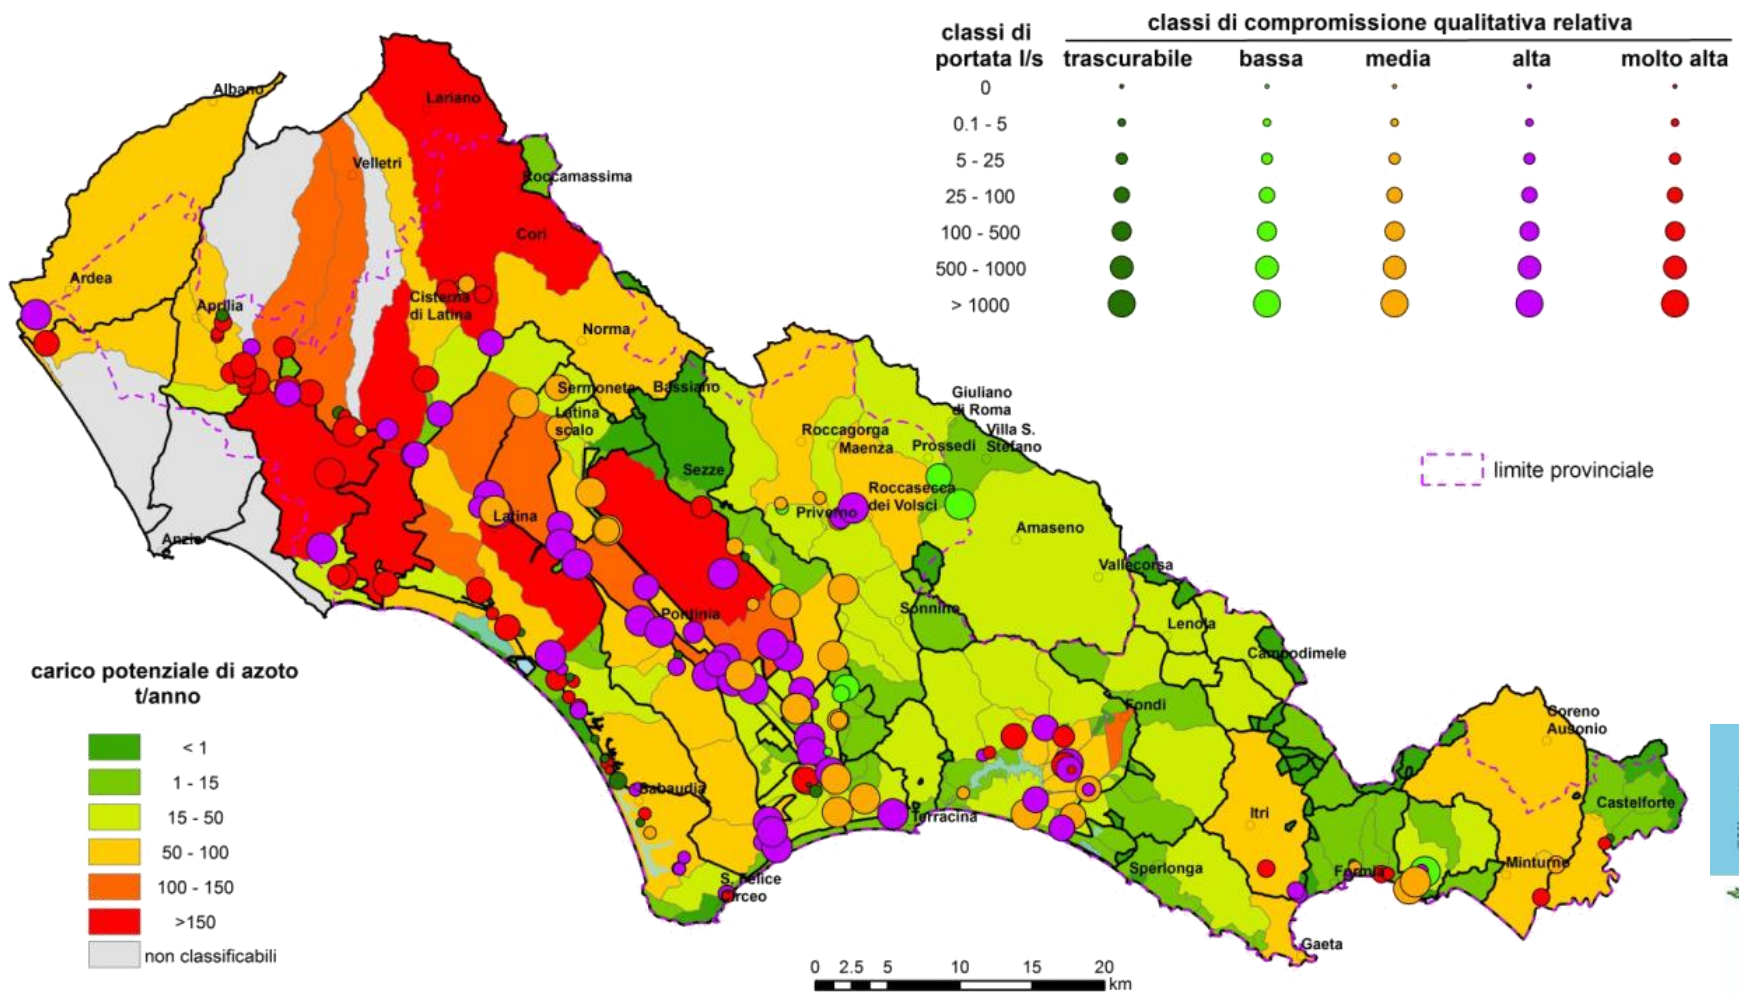 classi di compromissione qualitativa relativa
classi di
portata l/s
trascurabile
bassa
media
alta
molto alta
0
0.1 - 5
5 - 25
25 - 100
100 - 500
500 - 1000
> 1000
limite provinciale
Albano
Lariano
Velletri
Roccamassima
Cori
Ardea
Aprilia
Cisterna
di Latina
Norma
Sermoneta
Bassiano
Latina
scalo
Giuliano
di Roma
Villa S.
Stefano
Roccagorga
Maenza
Prossedi
Sezze
Roccasecca
dei Volsci
Priverno
Latina
Amaseno
Anzio
Vallecorsa
Pontinia
Sonnino
Lenola
Campodimele
Fondi
Coreno
Ausonio
Sabaudia
Terracina
Itri
Castelforte
Sperlonga
Formia
Minturno
S. Felice
Circeo
Gaeta
carico potenziale di azoto
t/anno
< 1
1 - 15
15 - 50
50 - 100
100 - 150
>150
non classificabili
0 2.5 5 10 15 20
km